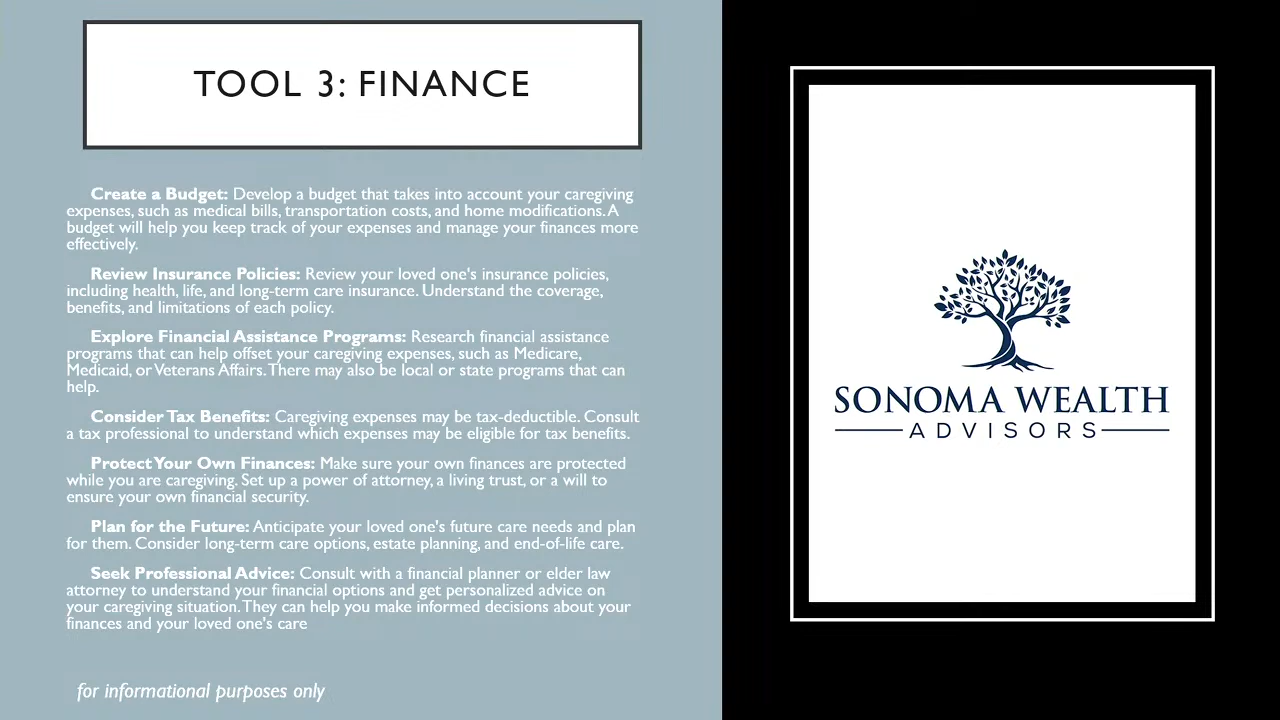 TOOL 3: FINANCE
Create a Budget: Develop a budget that takes into account your caregiving
expenses, such as medical bills, transportation costs, and home modifications. A
budget will help you keep track of your expenses and manage your finances more
effectively.
Review Insurance Policies: Review your loved one's insurance policies,
including health, life, and long-term care insurance. Understand the coverage,
benefits, and limitations of each policy.
Explore Financial Assistance Programs: Research financial assistance
programs that can help offset your caregiving expenses, such as Medicare,
Medicaid, or Veterans Affairs. There may also be local or state programs that can
help.
Consider Tax Benefits: Caregiving expenses may be tax-deductible. Consult
a tax professional to understand which expenses may be eligible for tax benefits.
Protect Your Own Finances: Make sure your own finances are protected
while you are caregiving. Set up a power of attorney, a living trust, or a will to
ensure your own financial security.
Plan for the Future: Anticipate your loved one's future care needs and plan
for them. Consider long-term care options, estate planning, and end-of-life care.
Seek Professional Advice: Consult with a financial planner or elder law
attorney to understand your financial options and get personalized advice on
your caregiving situation. They can help you make informed decisions about your
finances and your loved one's care
for informational purposes only
SONOMA WEALTH
ADVISORS